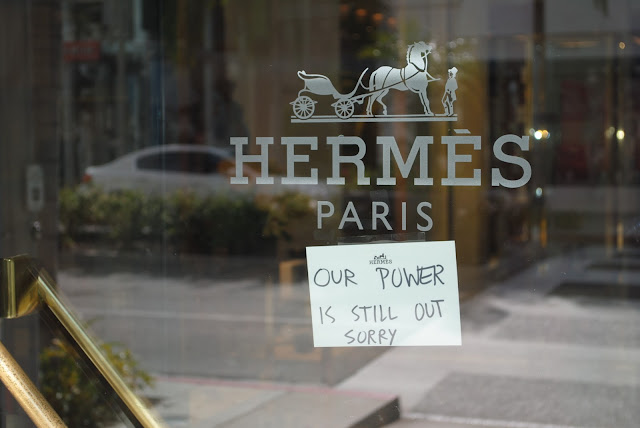 HERMÈS
PARIS
HERMÈS
OUR POWER
IS STILL OUT
SORRY